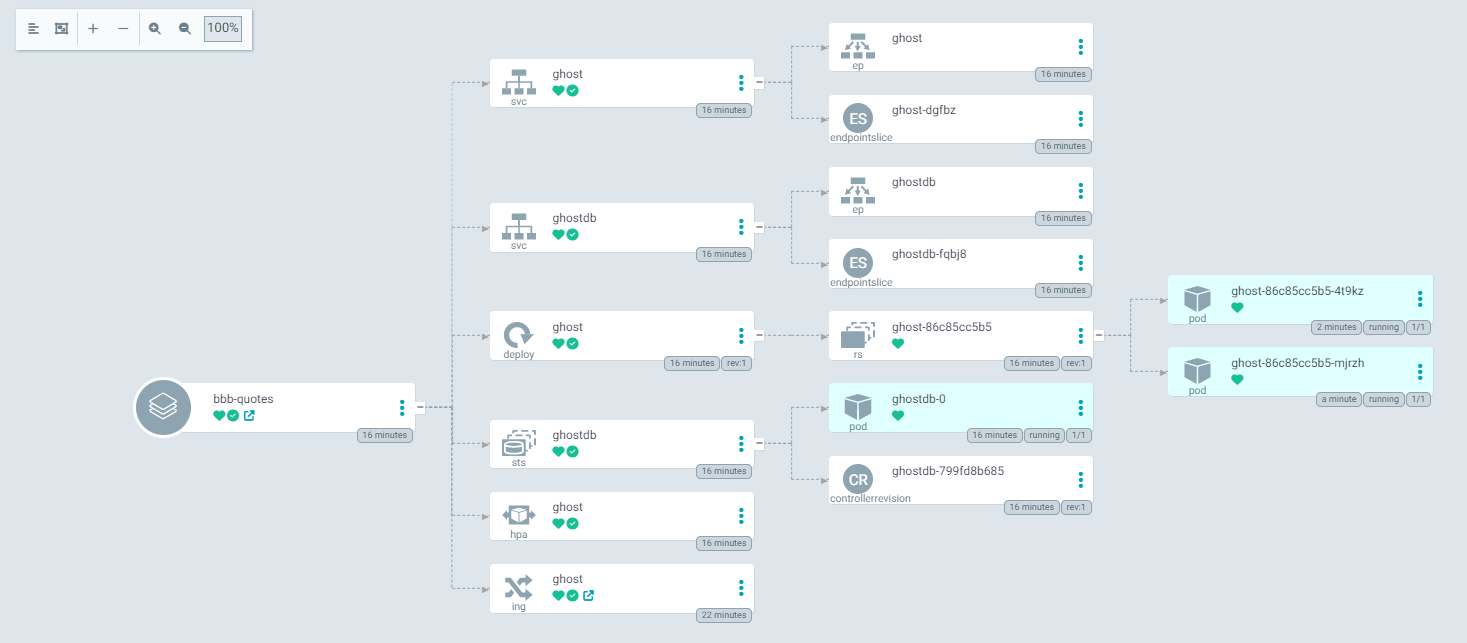 100%
bbb-quotes
16 minutes
ghost
svc
16 minutes
ghostdb
svc
16 minutes
ghost
deploy
16 minutes
rev:1
ghostdb
sts
16 minutes
ghost
hpa
16 minutes
ghost
ing
22 minutes
ghost
ep
16 minutes
ES
ghost-dgfbz
endpointslice
16 minutes
ghostdb
ep
16 minutes
ES
ghostdb-fqbj8
endpointslice
16 minutes
ghost-86c85cc5b5
rs
16 minutes
rev:1
ghostdb-0
pod
16 minutes
running
1/1
CR
ghostdb-799fd8b685
controllerrevision
16 minutes
rev:1
ghost-86c85cc5b5-4t9kz
pod
2 minutes
running
1/1
ghost-86c85cc5b5-mjrzh
pod
a minute
running
1/1